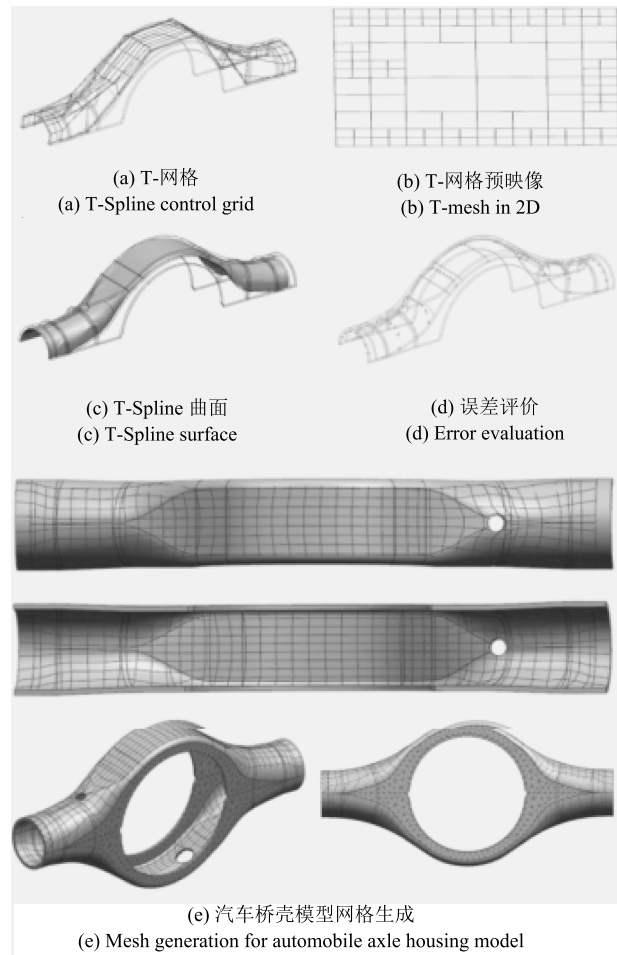 (a) T-网格
(a) T-Spline control grid
(b) T-网格预映像
(b) T-mesh in 2D
(c) T-Spline 曲面
(c) T-Spline surface
(d) 误差评价
(d) Error evaluation
(e) 汽车桥壳模型网格生成
(e) Mesh generation for automobile axle housing model